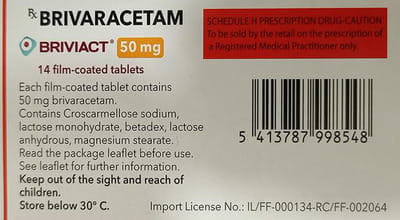 ℞ BRIVARACETAM
BRIVIACT® 50 mg
14 film-coated tablets
Each film-coated tablet contains
50 mg brivaracetam.
Contains Croscarmellose sodium,
lactose monohydrate, betadex, lactose
anhydrous, magnesium stearate.
Read the package leaflet before use.
See leaflet for further information.
Keep out of the sight and reach of
children.
Store below 30° C.
SCHEDULE H PRESCRIPTION DRUG-CAUTION
To be sold by the retail on the prescription of
a Registered Medical Practitioner only.
5 413787 998548
Import License No.: IL/FF-000134-RC/FF-002064